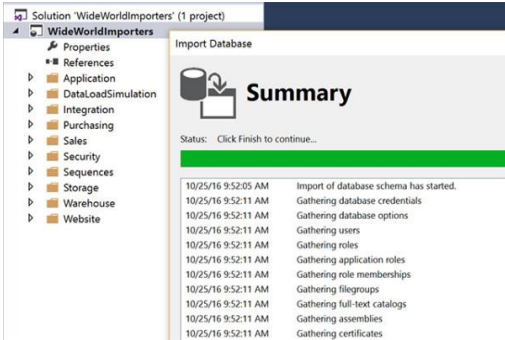 Solution 'WideWorldImporters' (1 project)
WideWorldImporters
Properties
References
Application
DataLoadSimulation
Integration
Purchasing
Sales
Security
Sequences
Storage
Warehouse
Website
Import Database
Summary
Status: Click Finish to continue...
10/25/16 9:52:05 AM Import of database schema has started.
10/25/16 9:52:11 AM Gathering database credentials
10/25/16 9:52:11 AM Gathering database options
10/25/16 9:52:11 AM Gathering users
10/25/16 9:52:11 AM Gathering roles
10/25/16 9:52:11 AM Gathering application roles
10/25/16 9:52:11 AM Gathering role memberships
10/25/16 9:52:11 AM Gathering filegroups
10/25/16 9:52:11 AM Gathering full-text catalogs
10/25/16 9:52:11 AM Gathering assemblies
10/25/16 9:52:11 AM Gathering certificates